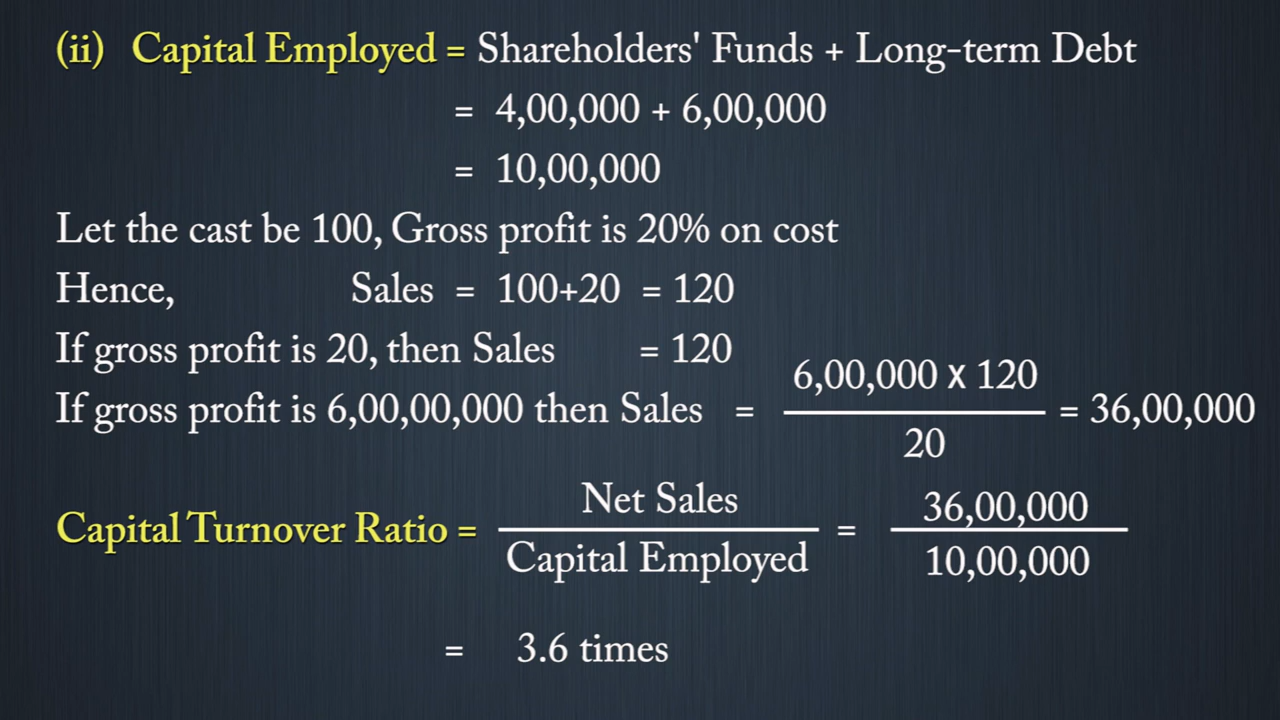 (ii) Capital Employed = Shareholders' Funds + Long-term Debt
= 4,00,000 + 6,00,000
= 10,00,000
Let the cast be 100, Gross profit is 20% on cost
Hence, Sales = 100+20 = 120
If gross profit is 20, then Sales = 120
If gross profit is 6,00,00,000 then Sales =
6,00,000 x 120
20
= 36,00,000
Capital Turnover Ratio =
Net Sales
Capital Employed
=
36,00,000
10,00,000
= 3.6 times